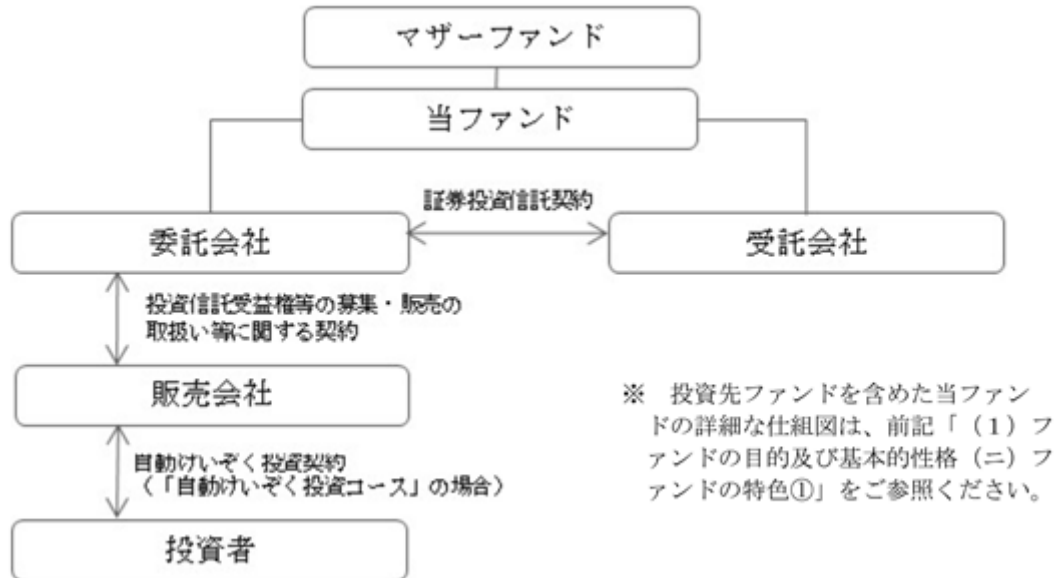 マザーファンド
当ファンド
証券投資信託契約
委託会社
受託会社
投資信託受益権等の募集・販売の
取扱い等に関する契約
販売会社
自動けいぞく投資契約
(「自動けいぞく投資コース」の場合)
投資者
※ 投資先ファンドを含めた当ファン
ドの詳細な仕組図は、前記「(1)フ
ァンドの目的及び基本的性格(ニ)フ
ァンドの特色①」をご参照ください。